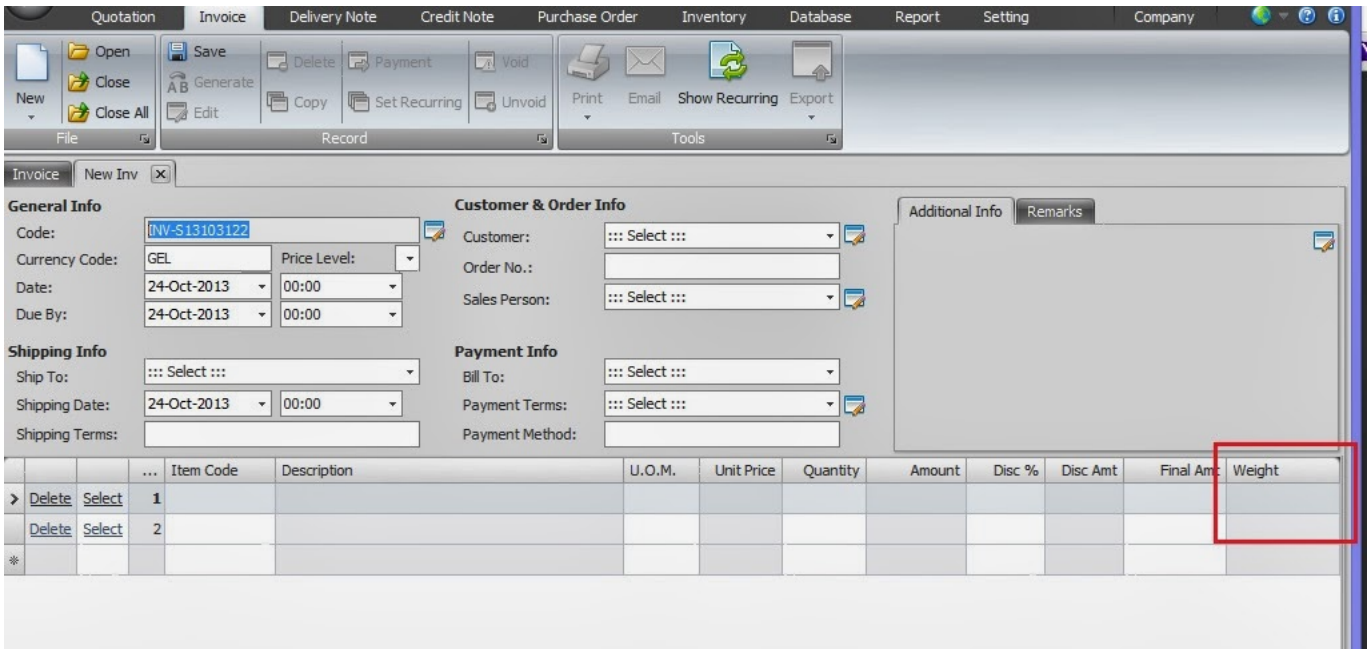 Quotation Invoice Delivery Note Credit Note Purchase Order Inventory Database Report Setting Company
New
Open
Close
Close All
File
Save
Generate
Edit
Delete
Payment
Copy
Set Recurring
Void
Unvoid
Record
Print
Email
Show Recurring
Export
Tools
Invoice New Inv
General Info
Code: INV-S13103122
Currency Code: GEL Price Level:
Date: 24-Oct-2013 00:00
Due By: 24-Oct-2013 00:00
Customer & Order Info
Customer: ::: Select :::
Order No.:
Sales Person: ::: Select :::
Additional Info Remarks
Shipping Info
Ship To: ::: Select :::
Shipping Date: 24-Oct-2013 00:00
Shipping Terms:
Payment Info
Bill To: ::: Select :::
Payment Terms: ::: Select :::
Payment Method:
... Item Code Description U.O.M. Unit Price Quantity Amount Disc % Disc Amt Final Amt Weight
Delete Select 1
Delete Select 2